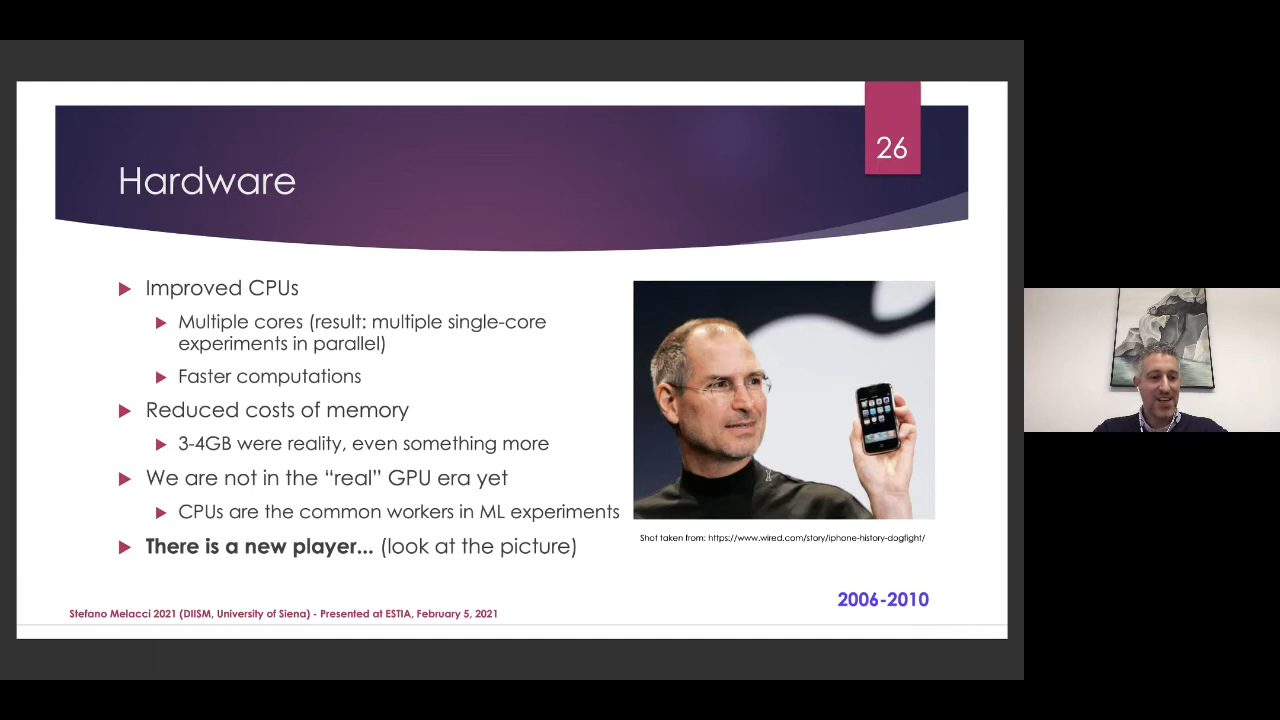 26
Hardware
Improved CPUs
Multiple cores (result: multiple single-core
experiments in parallel)
Faster computations
Reduced costs of memory
3-4GB were reality, even something more
We are not in the “real” GPU era yet
CPUs are the common workers in ML experiments
There is a new player... (look at the picture)
Shot taken from: https://www.wired.com/story/iphone-history-dogfight/
2006-2010
Stefano Melacci 2021 (DIISM, University of Siena) - Presented at ESTIA, February 5, 2021